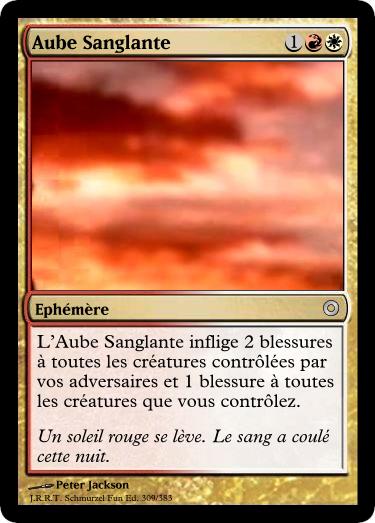 Aube Sanglante 1
Ephémère
L'Aube Sanglante inflige 2 blessures
à toutes les créatures contrôlées par
vos adversaires et 1 blessure à toutes
les créatures que vous contrôlez.
Un soleil rouge se lève. Le sang a coulé
cette nuit.
Peter Jackson
J.R.R.T. Schmurzel Fun Ed. 309/383